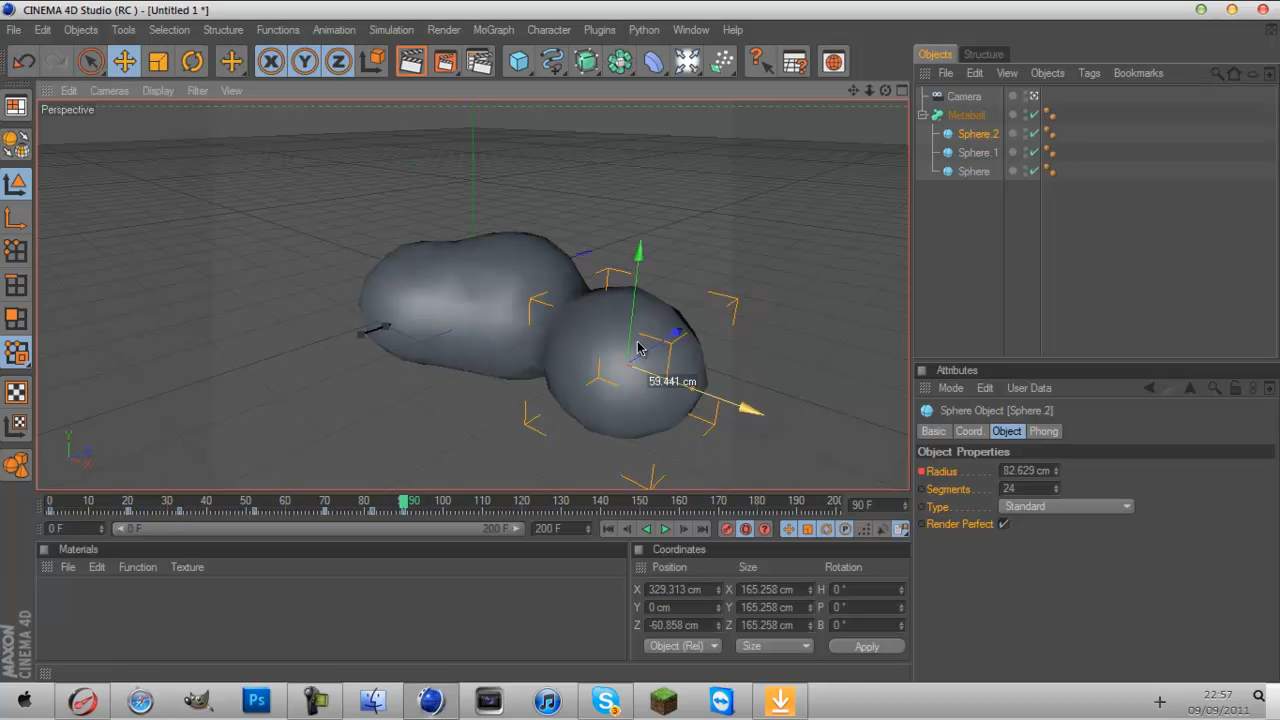 CINEMA 4D Studio (RC ) - [Untitled 1 *]
File Edit Objects Tools Selection Structure Functions Animation Simulation Render MoGraph Character Plugins Python Window Help
X Y Z
Objects Structure
File Edit View Objects Tags Bookmarks
Edit Cameras Display Filter View
Perspective
Camera
Metaball
Sphere.2
Sphere.1
Sphere
59.441 cm
Y
Z
X
Attributes
Mode Edit User Data
Sphere Object [Sphere.2]
Basic Coord. Object Phong
Object Properties
Radius . . . . . . 82.629 cm
Segments . . . . 24
Type . . . . . . . Standard
Render Perfect
0 10 20 30 40 50 60 70 80 90 100 110 120 130 140 150 160 170 180 190 20
90 F
0 F 0 F 200 F 200 F
P
Materials
File Edit Function Texture
Coordinates
Position Size Rotation
X 329.313 cm X 165.258 cm H 0 °
Y 0 cm Y 165.258 cm P 0 °
Z -60.858 cm Z 165.258 cm B 0 °
Object (Rel) Size Apply
MAXON
CINEMA 4D
Ps
22:57
09/09/2011